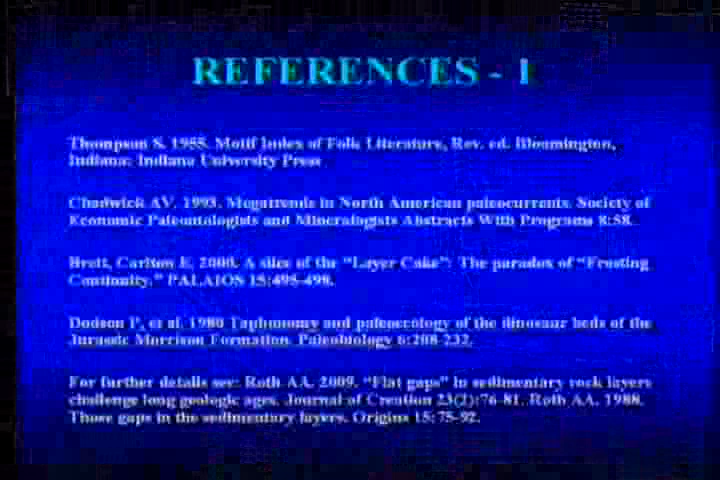 REFERENCES - 1
Thompson S. 1955. Motif Index of Folk Literature, Rev. ed. Bloomington,
Indiana: Indiana University Press
Chadwick AV. 1993. Megatrends in North American paleocurrents. Society of
Economic Paleontologists and Mineralogists Abstracts With Programs 8:58.
Brett, Carlton E. 2000. A slice of the “Layer Cake”: The paradox of “Frosting
Continuity.” PALAIOS 15:495-498.
Dodson P, et al. 1980 Taphonomy and paleoecology of the dinosaur beds of the
Jurassic Morrison Formation. Paleobiology 6:208-232.
For further details see: Roth AA. 2009. “Flat gaps” in sedimentary rock layers
challenge long geologic ages. Journal of Creation 23(2):76-81. Roth AA. 1988.
Those gaps in the sedimentary layers. Origins 15:75-92.